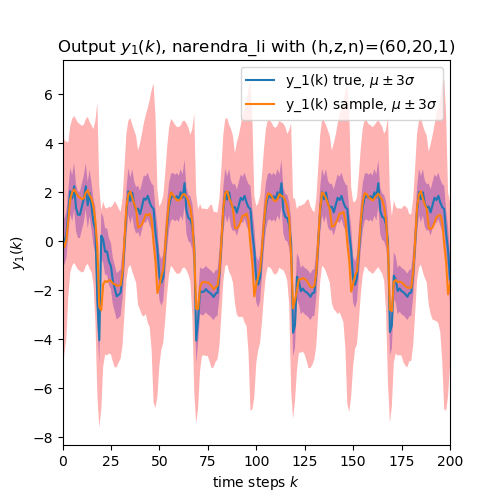 Output y₁(k), narendra_li with (h,z,n)=(60,20,1)
y_1(k) true, μ ± 3σ
y_1(k) sample, μ ± 3σ
y₁(k)
6
4
2
0
−2
−4
−6
−8
0 25 50 75 100 125 150 175 200
time steps k